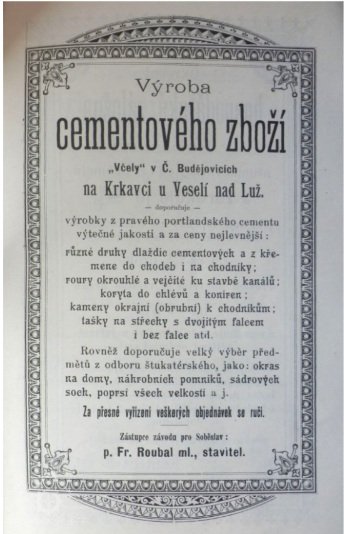 Výroba
cementového zboží
„Včely" v Č. Budějovicích
na Krkavci u Veselí nad Luž.
— doporučuje —
výrobky z pravého portlandského cementu
výtečné jakosti a za ceny nejlevnější:
různé druhy dlaždic cementových a z kře-
mene do chodeb i na chodníky;
roury okrouhlé a vejčité ku stavbě kanálů;
koryta do chlévů a koníren;
kameny okrajní (obrubní) k chodníkům;
tašky na střechy s dvojitým falcem
i bez falce atd.
Rovněž doporučuje velký výběr před-
mětů z odboru štukatérského, jako: okras
na domy, náhrobních pomníků, sádrových
soch, poprsí všech velkostí a j.
Za přesné vyřízení veškerých objednávek se ručí.
Zástupce závodu pro Soběslav:
p. Fr. Roubal ml., stavitel.